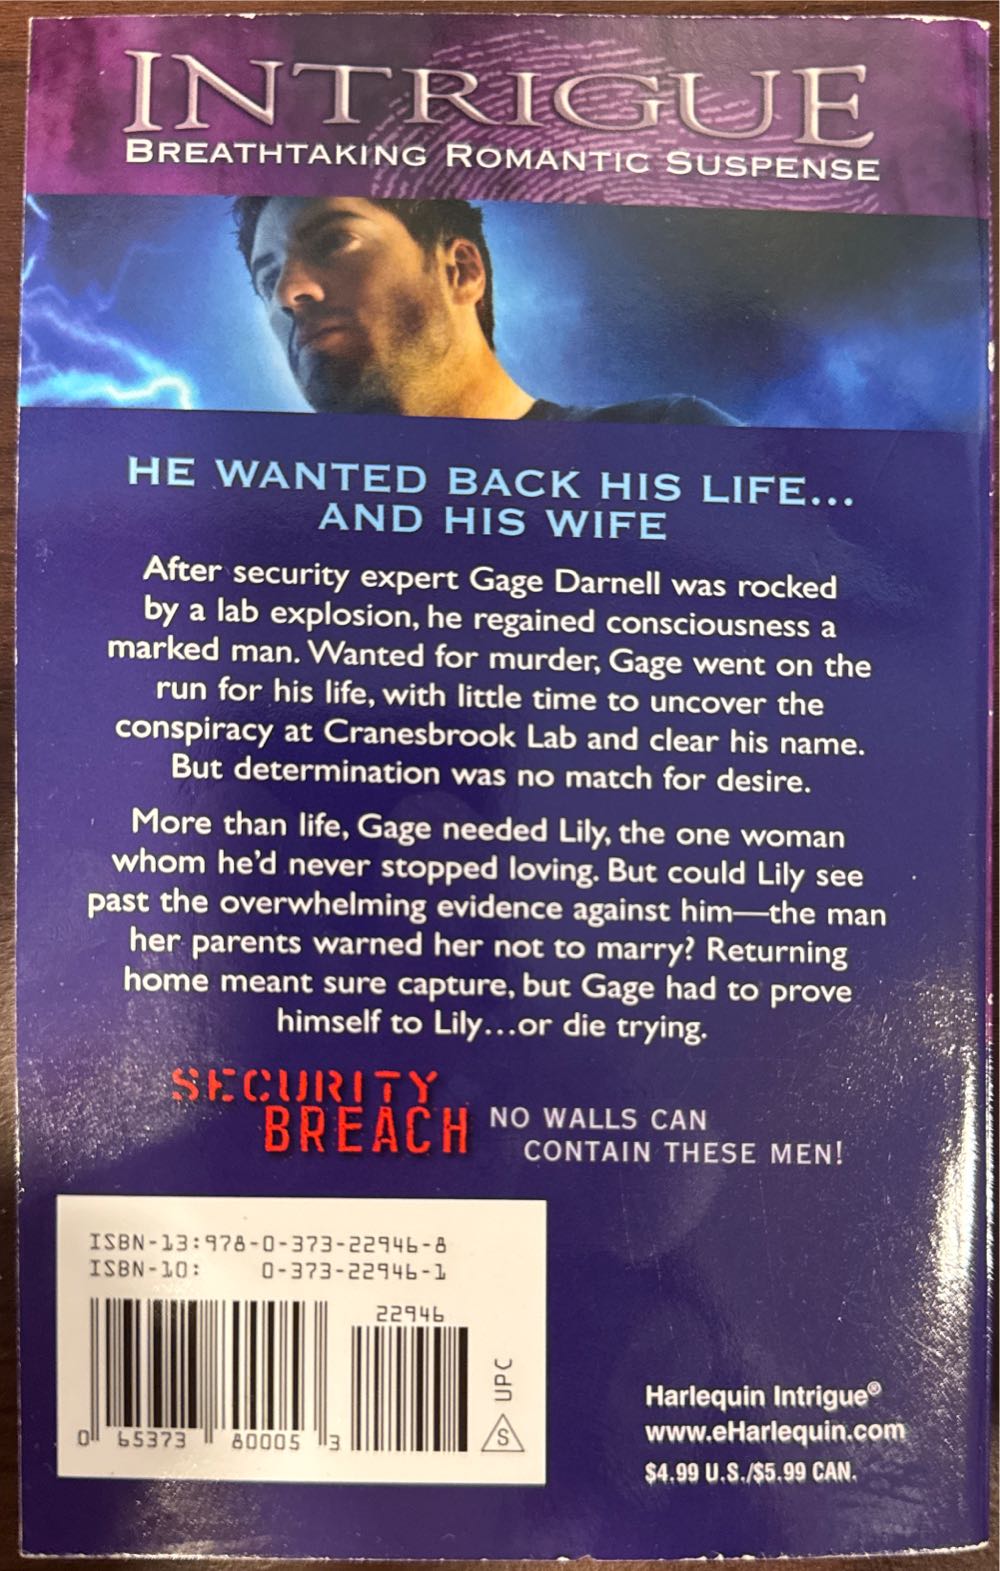 INTRIGUE
BREATHTAKING ROMANTIC SUSPENSE
HE WANTED BACK HIS LIFE...
AND HIS WIFE
After security expert Gage Darnell was rocked
by a lab explosion, he regained consciousness a
marked man. Wanted for murder, Gage went on the
run for his life, with little time to uncover the
conspiracy at Cranesbrook Lab and clear his name.
But determination was no match for desire.
More than life, Gage needed Lily, the one woman
whom he'd never stopped loving. But could Lily see
past the overwhelming evidence against him—the man
her parents warned her not to marry? Returning
home meant sure capture, but Gage had to prove
himself to Lily...or die trying.
SECURITY
BREACH
NO WALLS CAN
CONTAIN THESE MEN!
ISBN-13:978-0-373-22946-8
ISBN-10: 0-373-22946-1
22946
0 65373 80005 3
S UPC
Harlequin Intrigue®
www.eHarlequin.com
$4.99 U.S./$5.99 CAN.